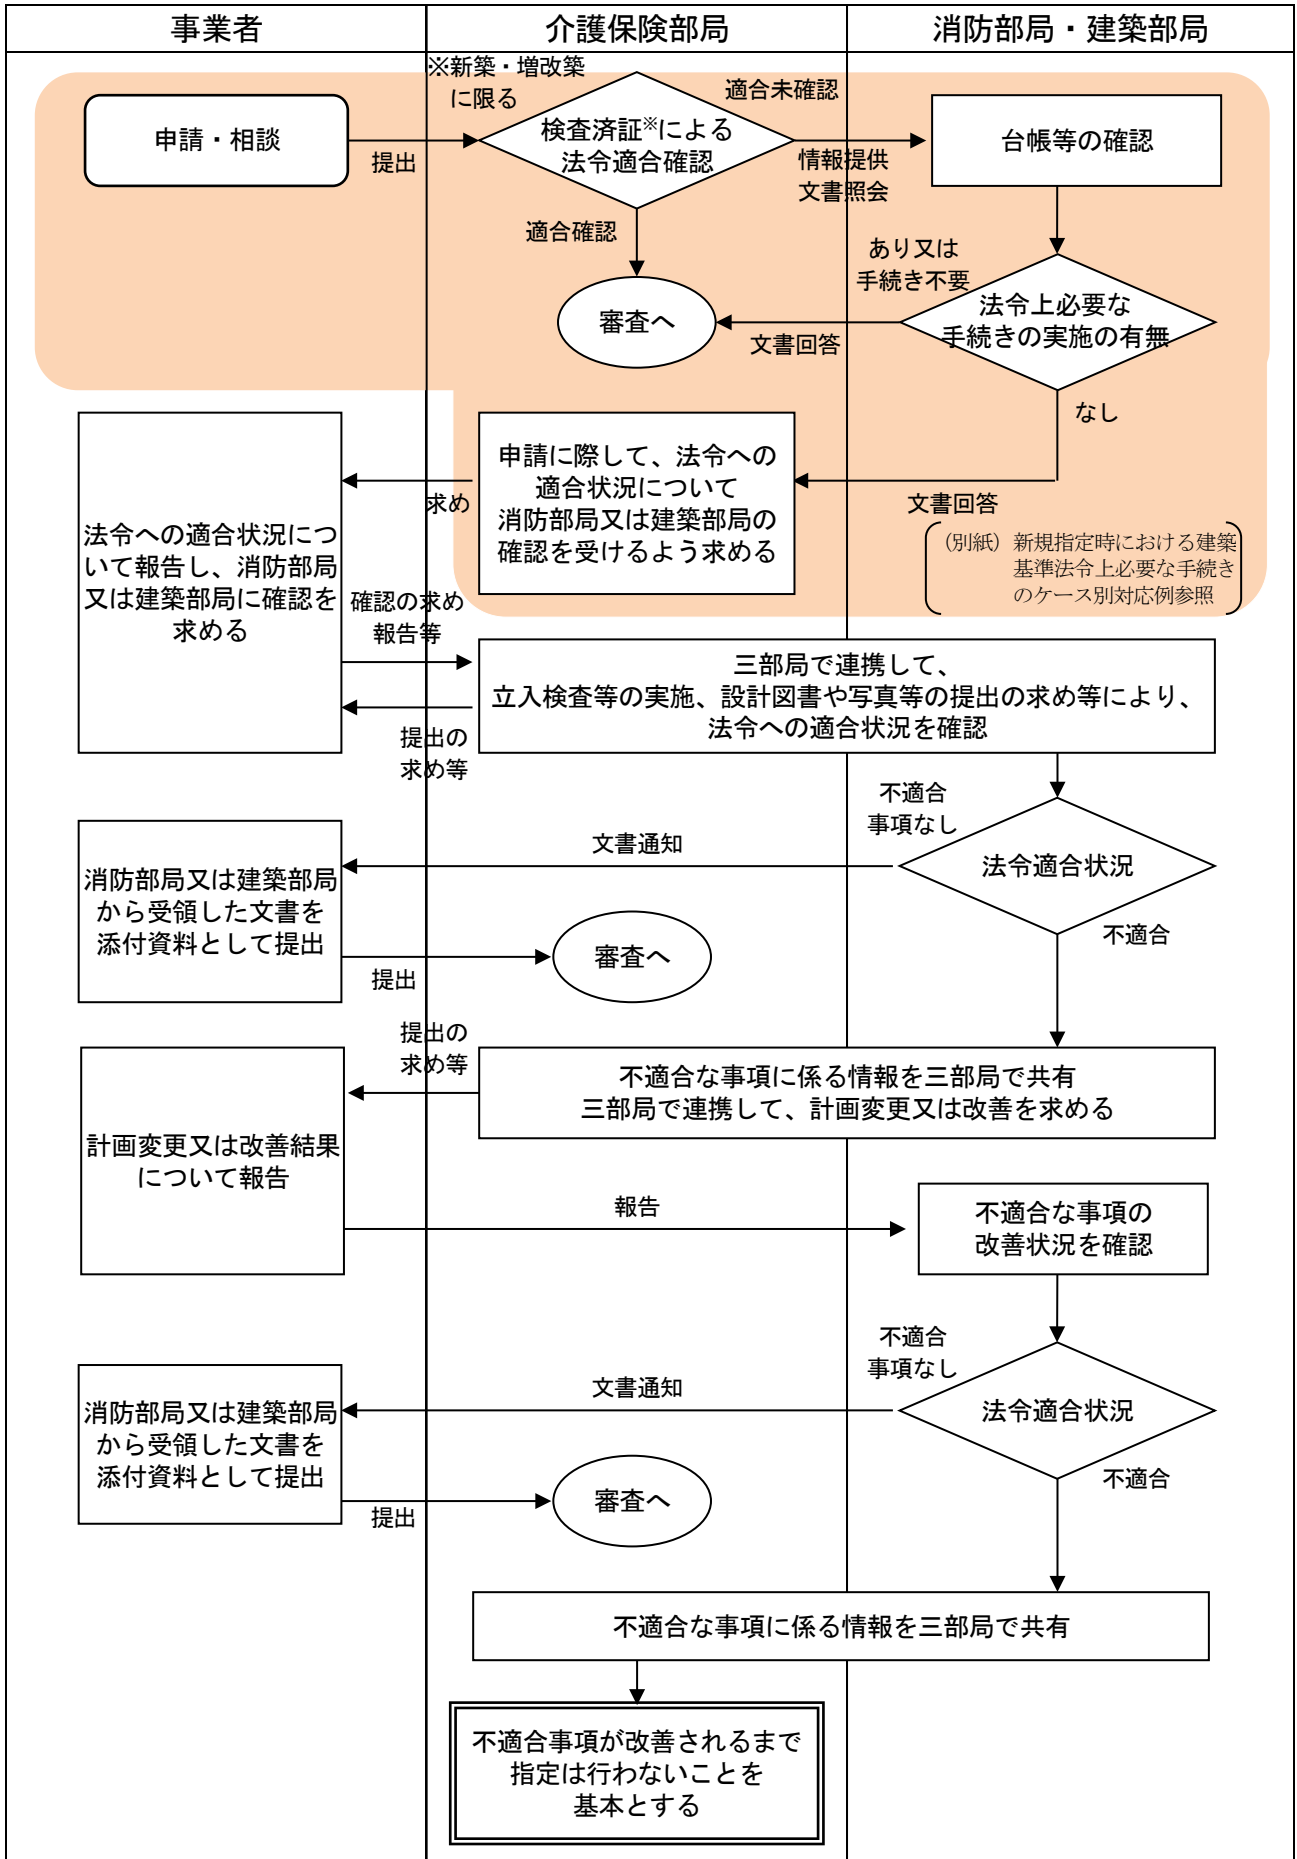 事業者
介護保険部局
消防部局・建築部局
※新築・増改築
に限る
適合未確認
申請・相談
提出
検査済証※による
法令適合確認
情報提供
文書照会
台帳等の確認
適合確認
あり又は
手続き不要
審査へ
文書回答
法令上必要な
手続きの実施の有無
なし
申請に際して、法令への
適合状況について
消防部局又は建築部局の
確認を受けるよう求める
求め
文書回答
（別紙）新規指定時における建築
基準法令上必要な手続き
のケース別対応例参照
法令への適合状況につ
いて報告し、消防部局
又は建築部局に確認を
求める
確認の求め
報告等
三部局で連携して、
立入検査等の実施、設計図書や写真等の提出の求め等により、
法令への適合状況を確認
提出の
求め等
不適合
事項なし
文書通知
法令適合状況
消防部局又は建築部局
から受領した文書を
添付資料として提出
提出
審査へ
不適合
提出の
求め等
不適合な事項に係る情報を三部局で共有
三部局で連携して、計画変更又は改善を求める
計画変更又は改善結果
について報告
報告
不適合な事項の
改善状況を確認
不適合
事項なし
文書通知
法令適合状況
消防部局又は建築部局
から受領した文書を
添付資料として提出
提出
審査へ
不適合
不適合な事項に係る情報を三部局で共有
不適合事項が改善されるまで
指定は行わないことを
基本とする